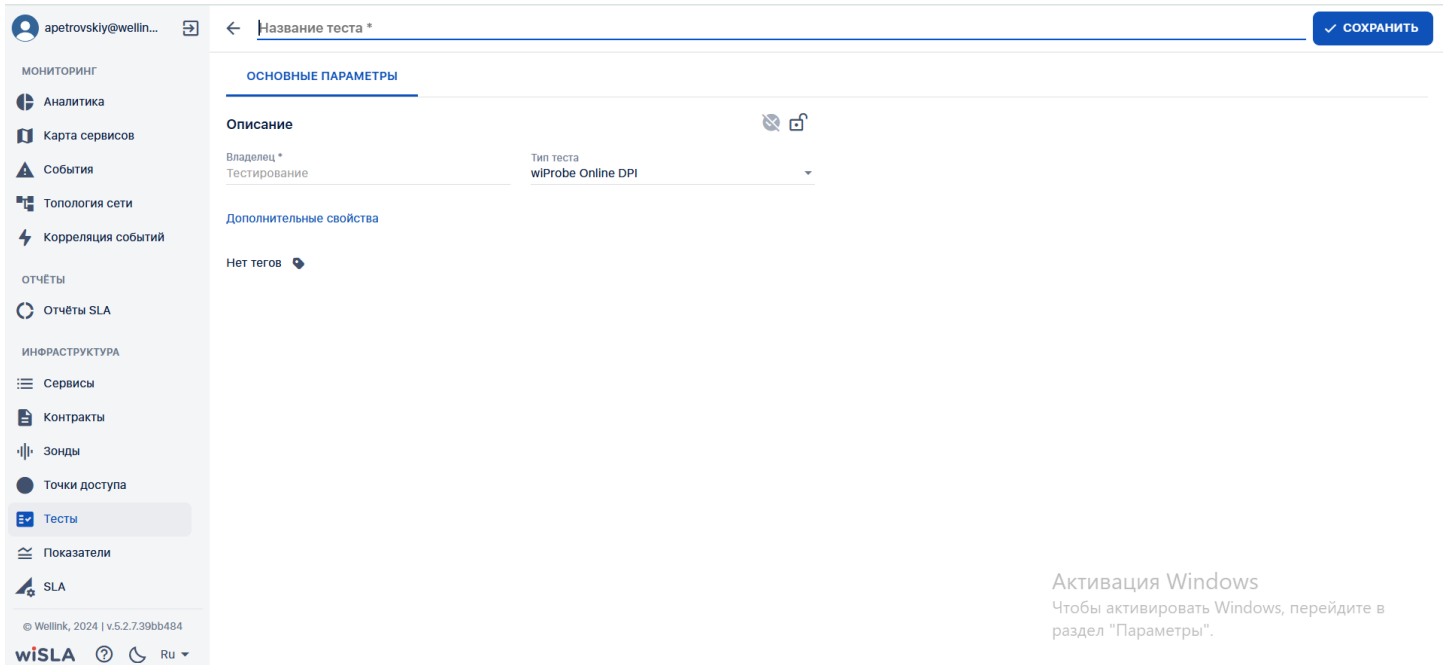 apetrovskiy@wellin...
Название теста *
СОХРАНИТЬ
МОНИТОРИНГ
Аналитика
Карта сервисов
События
Топология сети
Корреляция событий
ОТЧЁТЫ
Отчёты SLA
ИНФРАСТРУКТУРА
Сервисы
Контракты
Зонды
Точки доступа
Тесты
Показатели
SLA
© Wellink, 2024 | v.5.2.7.39bb484
wiSLA
Ru
ОСНОВНЫЕ ПАРАМЕТРЫ
Описание
Владелец *
Тестирование
Тип теста
wiProbe Online DPI
Дополнительные свойства
Нет тегов
Активация Windows
Чтобы активировать Windows, перейдите в
раздел "Параметры".